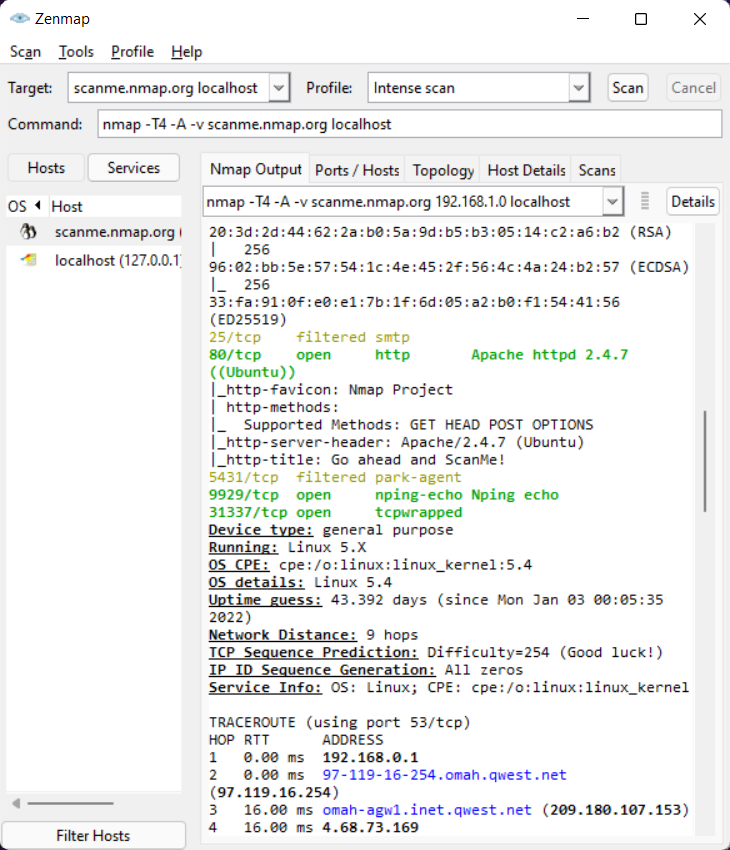 Zenmap
Scan Tools Profile Help
Target: scanme.nmap.org localhost Profile: Intense scan Scan Cancel
Command: nmap -T4 -A -v scanme.nmap.org localhost
Hosts Services
OS Host
scanme.nmap.org (
localhost (127.0.0.1)
Filter Hosts
Nmap Output Ports / Hosts Topology Host Details Scans
nmap -T4 -A -v scanme.nmap.org 192.168.1.0 localhost Details
20:3d:2d:44:62:2a:b0:5a:9d:b5:b3:05:14:c2:a6:b2 (RSA)
|   256
96:02:bb:5e:57:54:1c:4e:45:2f:56:4c:4a:24:b2:57 (ECDSA)
|_  256
33:fa:91:0f:e0:e1:7b:1f:6d:05:a2:b0:f1:54:41:56
(ED25519)
25/tcp    filtered smtp
80/tcp    open     http       Apache httpd 2.4.7
((Ubuntu))
|_http-favicon: Nmap Project
| http-methods:
|_  Supported Methods: GET HEAD POST OPTIONS
|_http-server-header: Apache/2.4.7 (Ubuntu)
|_http-title: Go ahead and ScanMe!
5431/tcp  filtered park-agent
9929/tcp  open     nping-echo Nping echo
31337/tcp open     tcpwrapped
Device type: general purpose
Running: Linux 5.X
OS CPE: cpe:/o:linux:linux_kernel:5.4
OS details: Linux 5.4
Uptime guess: 43.392 days (since Mon Jan 03 00:05:35
2022)
Network Distance: 9 hops
TCP Sequence Prediction: Difficulty=254 (Good luck!)
IP ID Sequence Generation: All zeros
Service Info: OS: Linux; CPE: cpe:/o:linux:linux_kernel
TRACEROUTE (using port 53/tcp)
HOP RTT      ADDRESS
1   0.00 ms  192.168.0.1
2   0.00 ms  97-119-16-254.omah.qwest.net
(97.119.16.254)
3   16.00 ms omah-agw1.inet.qwest.net (209.180.107.153)
4   16.00 ms 4.68.73.169